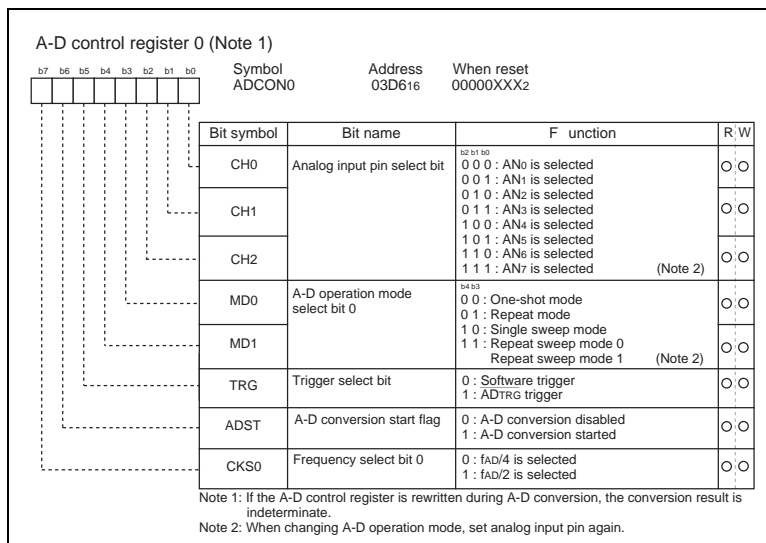 A-D control register 0 (Note 1)
b7 b6 b5 b4 b3 b2 b1 b0
Symbol Address When reset
ADCON0 03D616 00000XXX2
Bit symbol Bit name F unction R W
CH0 Analog input pin select bit
b2 b1 b0
0 0 0 : AN0 is selected
0 0 1 : AN1 is selected
0 1 0 : AN2 is selected
CH1
0 1 1 : AN3 is selected
1 0 0 : AN4 is selected
1 0 1 : AN5 is selected
CH2
1 1 0 : AN6 is selected
1 1 1 : AN7 is selected (Note 2)
MD0 A-D operation mode
select bit 0
b4 b3
0 0 : One-shot mode
0 1 : Repeat mode
1 0 : Single sweep mode
MD1
1 1 : Repeat sweep mode 0
Repeat sweep mode 1 (Note 2)
TRG Trigger select bit
0 : Software trigger
1 : ADTRG trigger
ADST A-D conversion start flag
0 : A-D conversion disabled
1 : A-D conversion started
CKS0 Frequency select bit 0
0 : fAD/4 is selected
1 : fAD/2 is selected
Note 1: If the A-D control register is rewritten during A-D conversion, the conversion result is
indeterminate.
Note 2: When changing A-D operation mode, set analog input pin again.